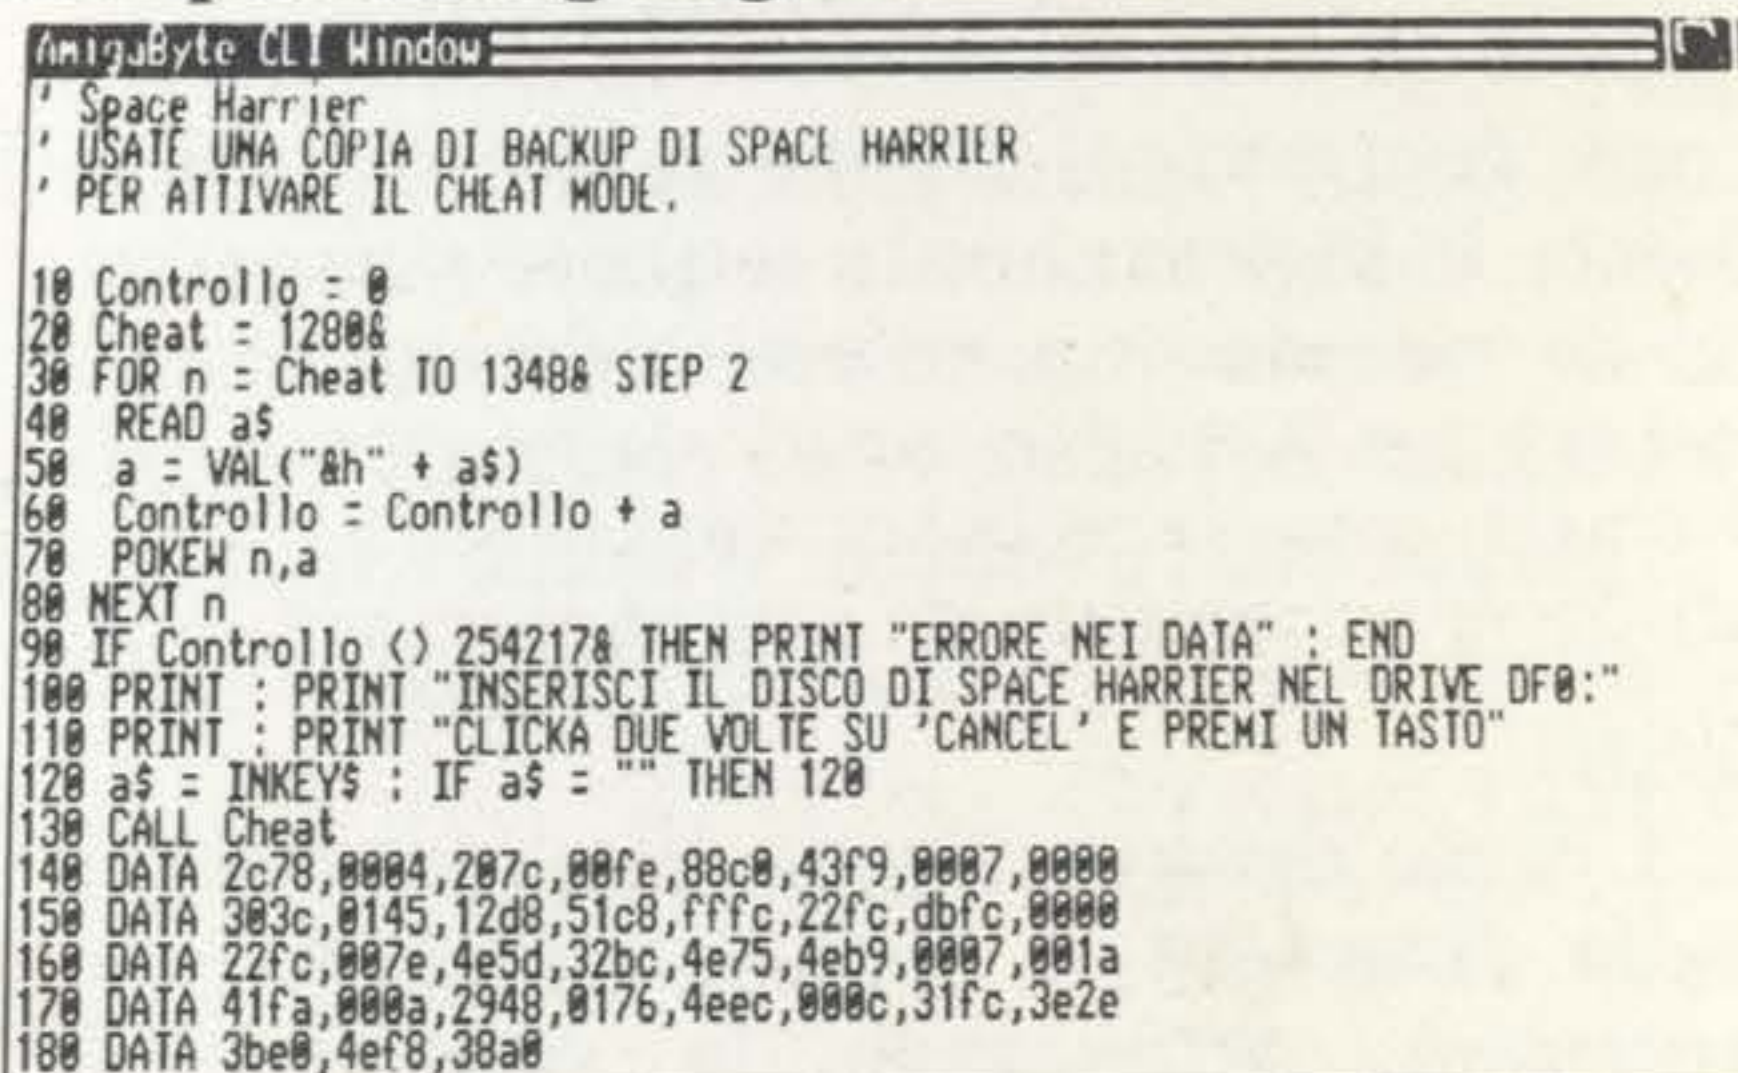 AmigaByte CLI Window
' Space Harrier
' USATE UNA COPIA DI BACKUP DI SPACE HARRIER
' PER ATTIVARE IL CHEAT MODE.
10 Controllo = 0
20 Cheat = 1280&
30 FOR n = Cheat TO 1348& STEP 2
40 READ a$
50 a = VAL("&h" + a$)
60 Controllo = Controllo + a
70 POKEW n,a
80 NEXT n
90 IF Controllo <> 254217& THEN PRINT "ERRORE NEI DATA" : END
100 PRINT : PRINT "INSERISCI IL DISCO DI SPACE HARRIER NEL DRIVE DF0:"
110 PRINT : PRINT "CLICKA DUE VOLTE SU 'CANCEL' E PREMI UN TASTO"
120 a$ = INKEY$ : IF a$ = "" THEN 120
130 CALL Cheat
140 DATA 2c78,0004,207c,00fe,88c0,43f9,0007,0000
150 DATA 303c,0145,12d8,51c8,fffc,22fc,dbfc,0000
160 DATA 22fc,007e,4e5d,32bc,4e75,4eb9,0007,001a
170 DATA 41fa,000a,2948,0176,4eec,000c,31fc,3e2e
180 DATA 3be0,4ef8,38a0